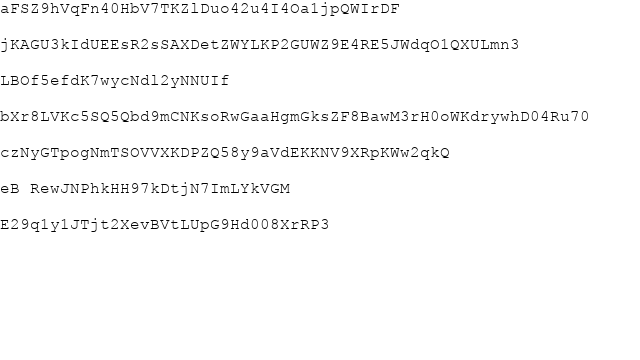 aFSZ9hVqFn40HbV7TKZlDuo42u4I4Oa1jpQWIrDF
jKAGU3kIdUEEsR2sSAXDetZWYLKP2GUWZ9E4RE5JWdqO1QXULmn3
LBOf5efdK7wycNdl2yNNUIf
bXr8LVKc5SQ5Qbd9mCNKsoRwGaaHgmGksZF8BawM3rH0oWKdrywhD04Ru70
czNyGTpogNmTSOVVXKDPZQ58y9aVdEKKNV9XRpKWw2qkQ
eB RewJNPhkHH97kDtjN7ImLYkVGM
E29q1y1JTjt2XevBVtLUpG9Hd008XrRP3